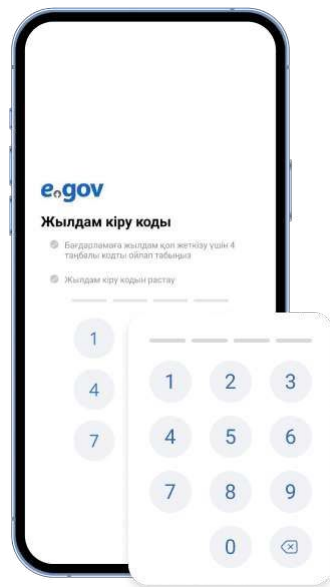 e.gov
Жылдам кіру коды
Бағдарламаға жылдам қол жеткізу үшін 4
таңбалы кодты ойлап табыңыз
Жылдам кіру кодын растау
1
4
7
1 2 3
4 5 6
7 8 9
0